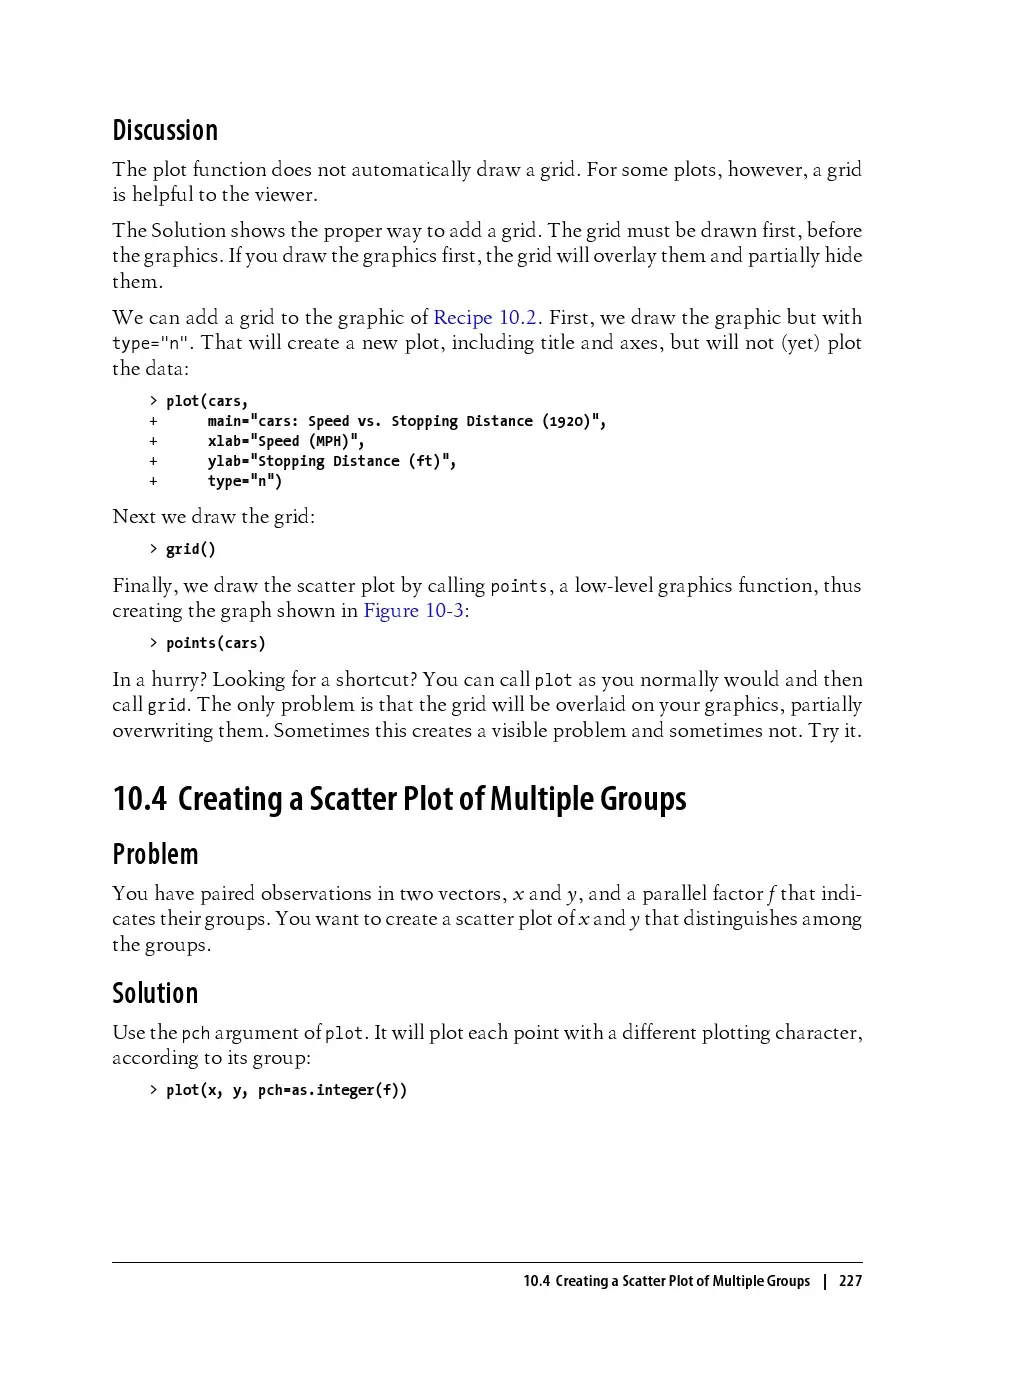 Discussion
The plot function does not automatically draw a grid. For some plots, however, a grid
is helpful to the viewer.
The Solution shows the proper way to add a grid. The grid must be drawn first, before
the graphics. If you draw the graphics first, the grid will overlay them and partially hide
them.
We can add a grid to the graphic of Recipe 10.2. First, we draw the graphic but with
type="n". That will create a new plot, including title and axes, but will not (yet) plot
the data:
> plot(cars,
+      main="cars: Speed vs. Stopping Distance (1920)",
+      xlab="Speed (MPH)",
+      ylab="Stopping Distance (ft)",
+      type="n")
Next we draw the grid:
> grid()
Finally, we draw the scatter plot by calling points, a low-level graphics function, thus
creating the graph shown in Figure 10-3:
> points(cars)
In a hurry? Looking for a shortcut? You can call plot as you normally would and then
call grid. The only problem is that the grid will be overlaid on your graphics, partially
overwriting them. Sometimes this creates a visible problem and sometimes not. Try it.
10.4 Creating a Scatter Plot of Multiple Groups
Problem
You have paired observations in two vectors, x and y, and a parallel factor f that indi-
cates their groups. You want to create a scatter plot of x and y that distinguishes among
the groups.
Solution
Use the pch argument of plot. It will plot each point with a different plotting character,
according to its group:
> plot(x, y, pch=as.integer(f))
10.4 Creating a Scatter Plot of Multiple Groups | 227